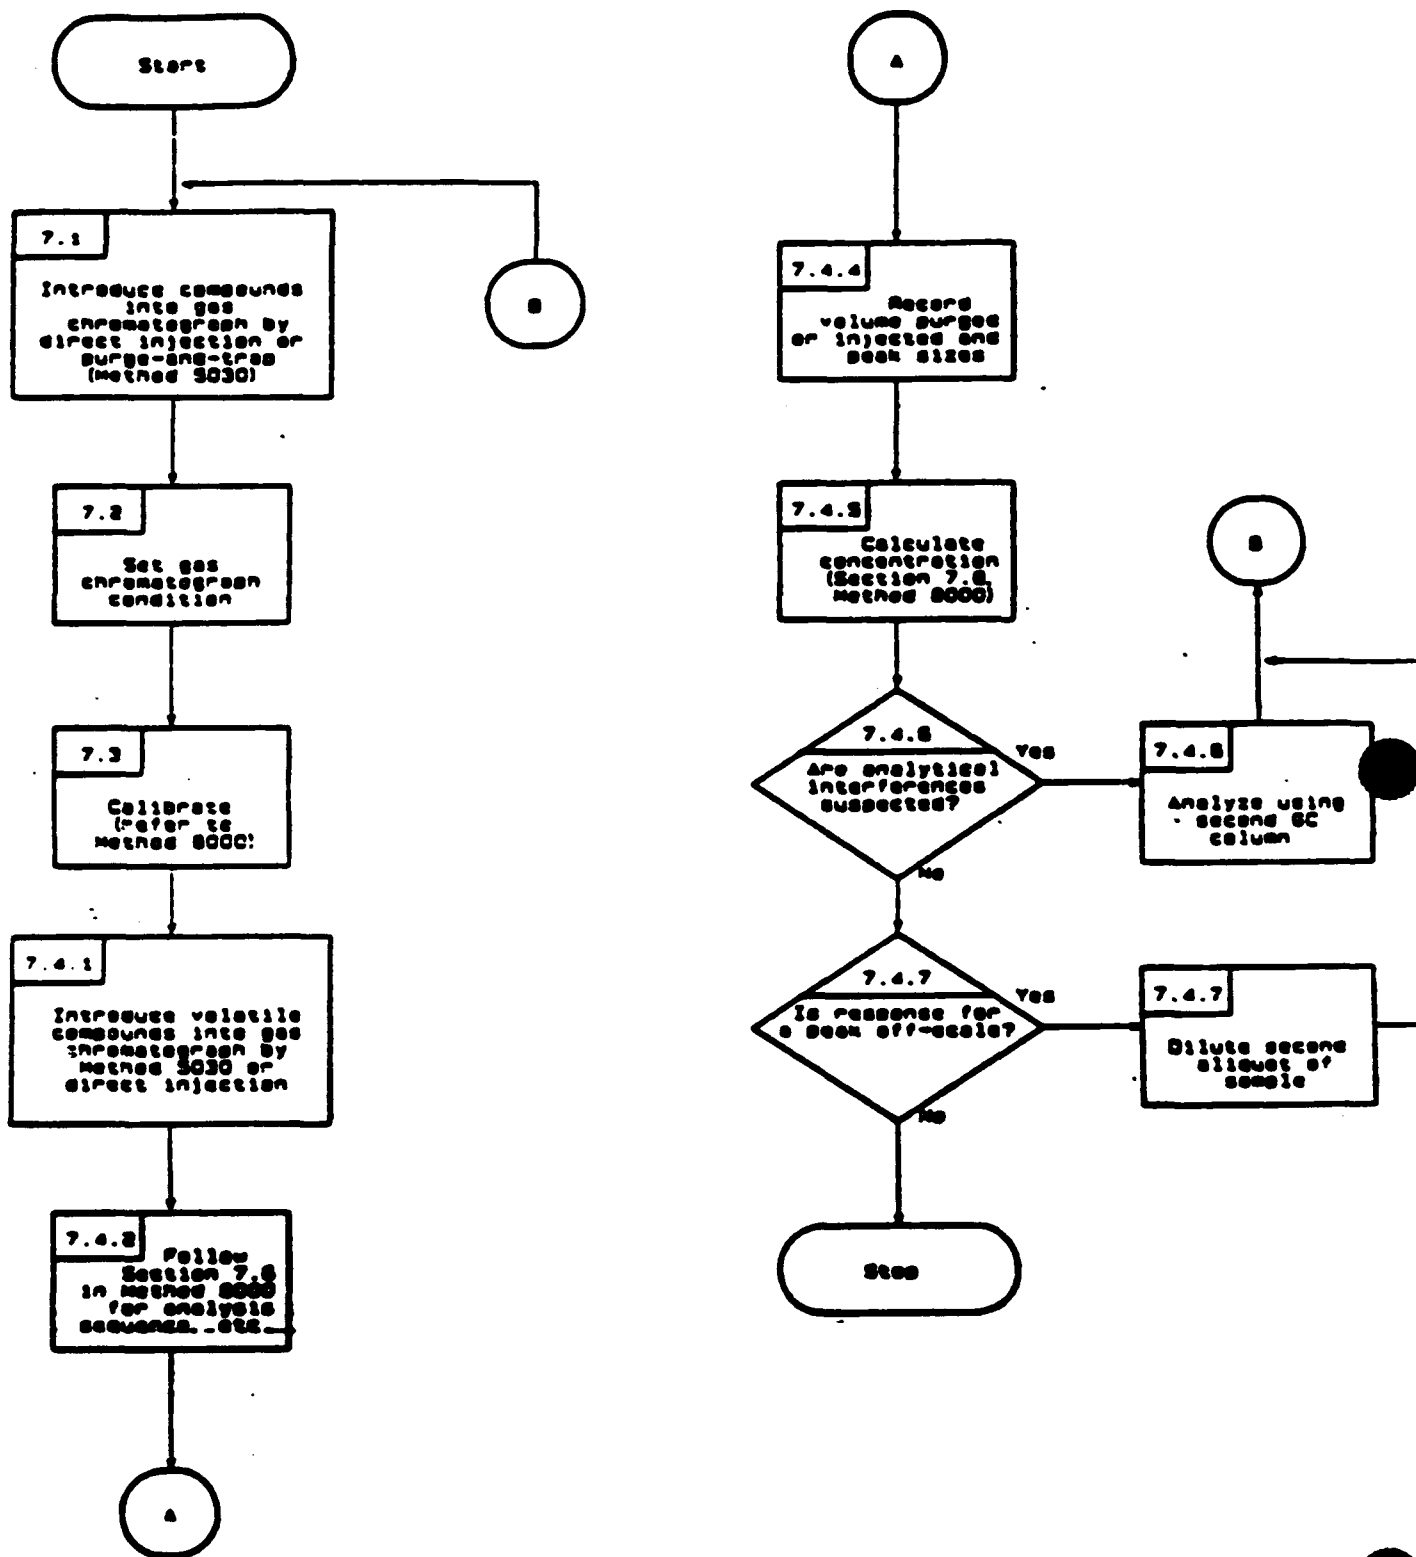 Start
7.1
Introduce compounds
into gas
chromatograph by
direct injection or
purge-and-trap
(Method 5030)
B
7.2
Set gas
chromatograph
condition
7.3
Calibrate
(refer to
Method 8000)
7.4.1
Introduce volatile
compounds into gas
chromatograph by
Method 5030 or
direct injection
7.4.2
Follow
Section 7.6
in Method 8000
for analysis
sequence, etc.
A
A
7.4.4
Record
volume purged
or injected and
peak sizes
7.4.5
Calculate
concentration
(Section 7.8,
Method 8000)
7.4.6
Are analytical
interferences
suspected?
Yes
No
7.4.6
Analyze using
second GC
column
B
7.4.7
Is response for
a peak off-scale?
Yes
No
7.4.7
Dilute second
aliquot of
sample
Stop